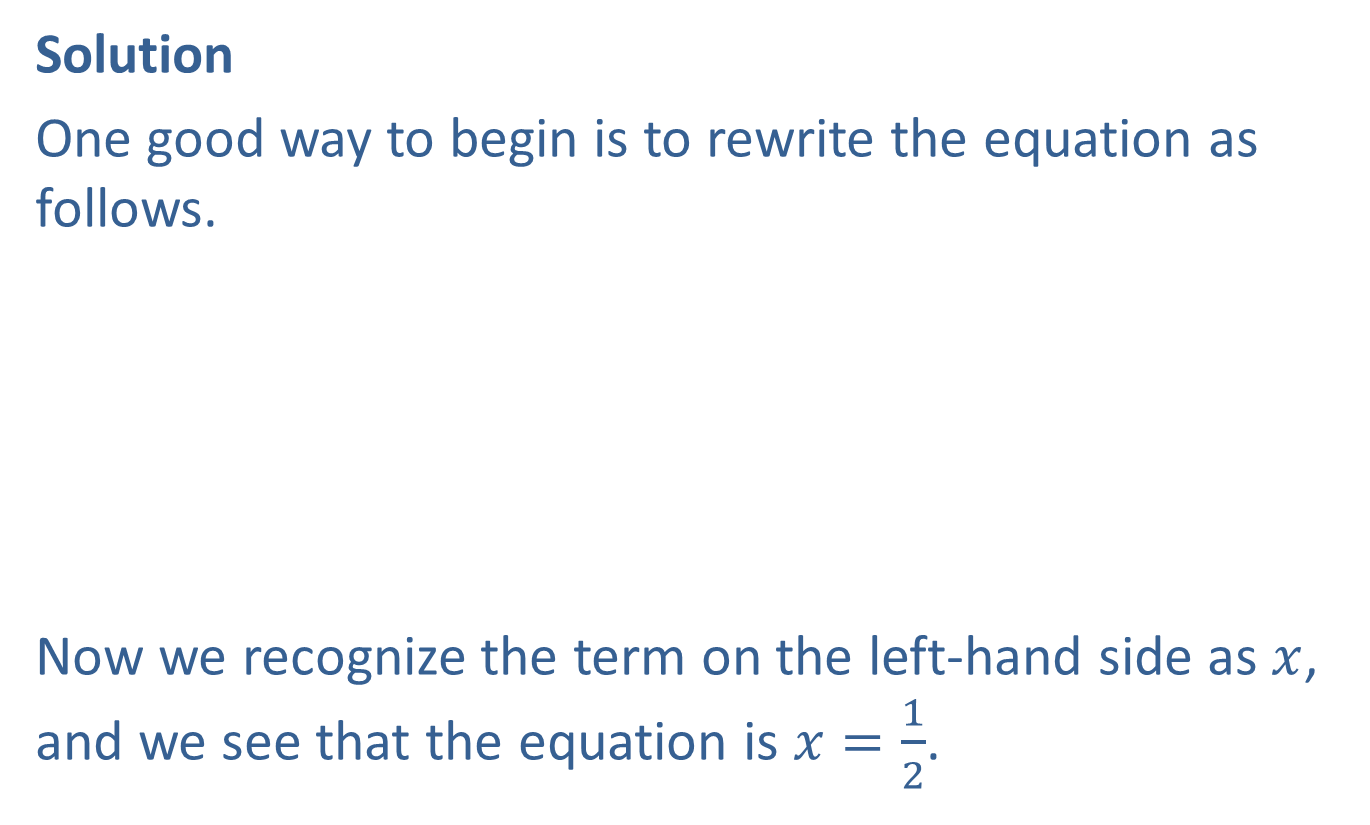 Solution
One good way to begin is to rewrite the equation as
follows.
Now we recognize the term on the left-hand side as x,
and we see that the equation is x = 1/2.